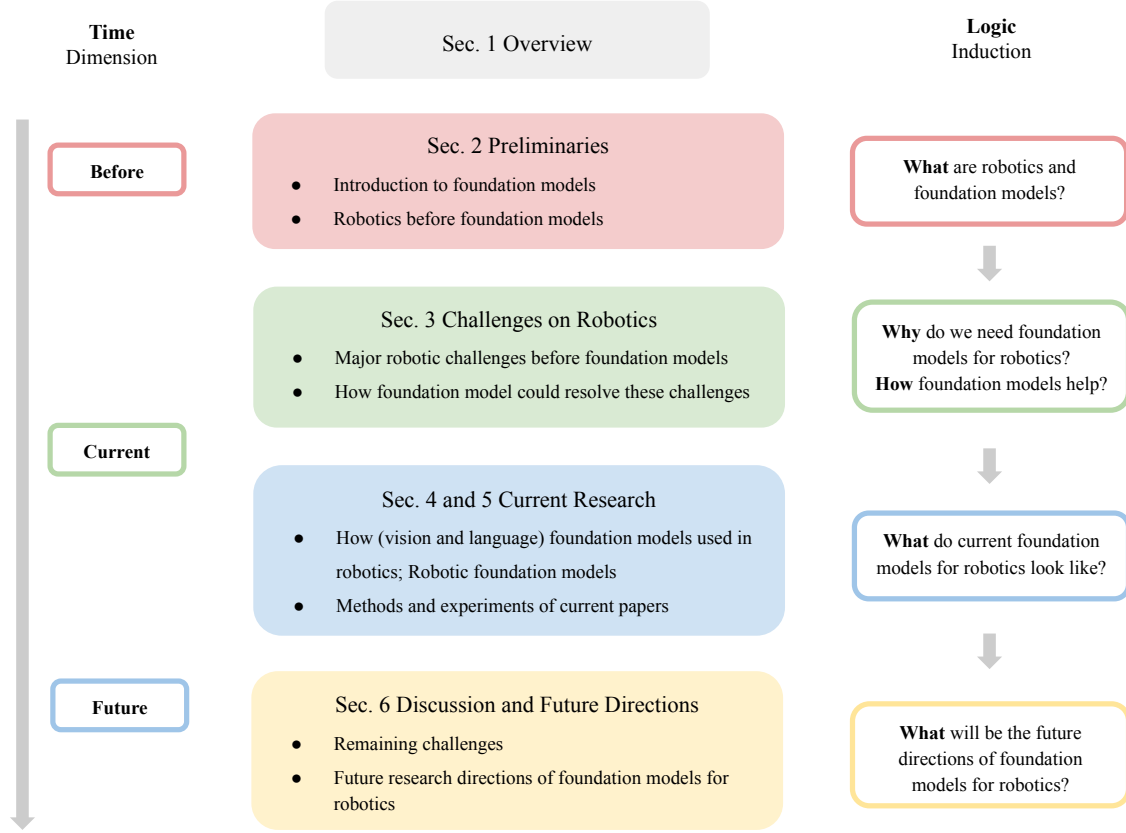 Time
Dimension
Sec. 1 Overview
Logic
Induction
Before
Sec. 2 Preliminaries
● Introduction to foundation models
● Robotics before foundation models
What are robotics and
foundation models?
Sec. 3 Challenges on Robotics
● Major robotic challenges before foundation models
● How foundation model could resolve these challenges
Why do we need foundation
models for robotics?
How foundation models help?
Current
Sec. 4 and 5 Current Research
● How (vision and language) foundation models used in
robotics; Robotic foundation models
● Methods and experiments of current papers
What do current foundation
models for robotics look like?
Future
Sec. 6 Discussion and Future Directions
● Remaining challenges
● Future research directions of foundation models for
robotics
What will be the future
directions of foundation
models for robotics?